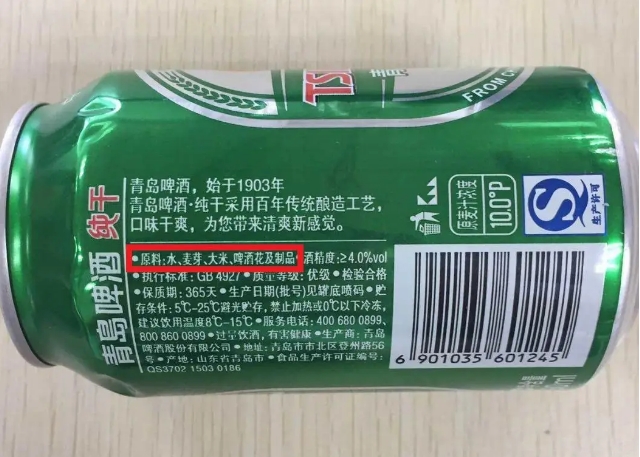 TS
FROM C
青岛啤酒 纯干
青岛啤酒，始于1903年
青岛啤酒·纯干采用百年传统酿造工艺，
口味干爽，为您带来清爽新感觉。
●原料:水、麦芽、大米、啤酒花及制品●酒精度:≥4.0%vol
●执行标准:GB 4927●质量等级:优级●检验合格
●保质期:365天●生产日期(批号)见罐底喷码●贮
存条件:5℃-25℃避光贮存，禁止加热或0℃以下冷冻，
建议饮用温度8℃-15℃●服务电话:400 680 0899、
800 860 0899●过量饮酒，有害健康●生产商:青岛
啤酒股份有限公司●地址:青岛市市北区登州路56
号●产地:山东省青岛市●食品生产许可证编号:
QS3702 1503 0186
原麦汁浓度
10.0°P
QS
生产许可
6 901035 601245